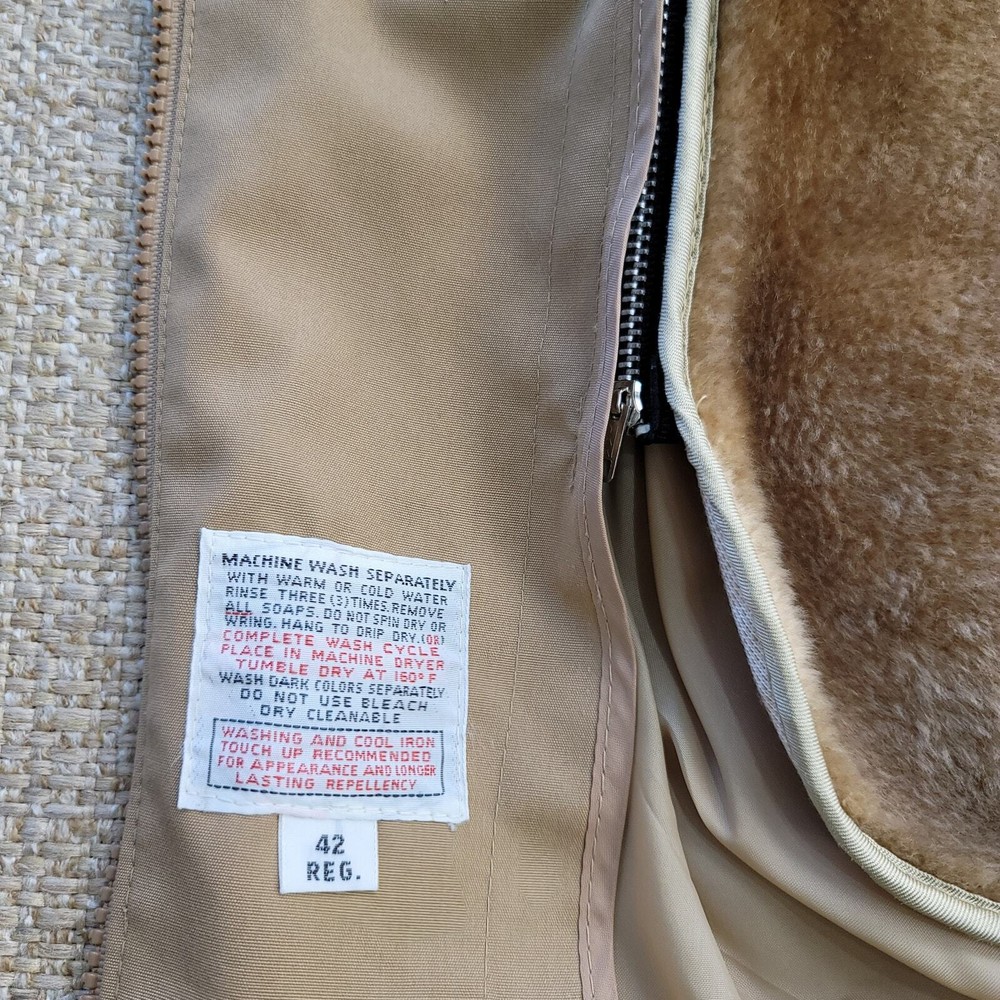 MACHINE WASH SEPARATELY
WITH WARM OR COLD WATER
RINSE THREE (3) TIMES. REMOVE
ALL SOAPS. DO NOT SPIN DRY OR
WRING. HANG TO DRIP DRY. (OR)
COMPLETE WASH CYCLE
PLACE IN MACHINE DRYER
TUMBLE DRY AT 160° F
WASH DARK COLORS SEPARATELY
DO NOT USE BLEACH
DRY CLEANABLE
WASHING AND COOL IRON
TOUCH UP RECOMMENDED
FOR APPEARANCE AND LONGER
LASTING REPELLENCY
42
REG.